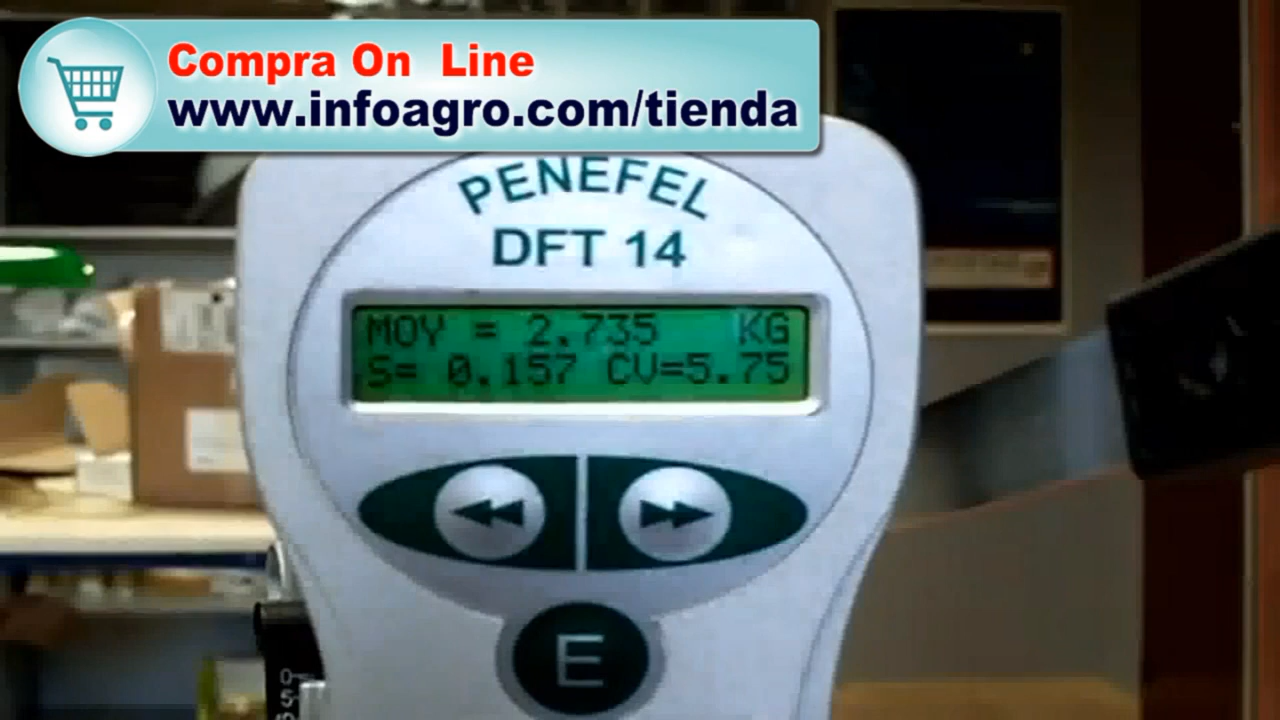 Compra On Line
www.infoagro.com/tienda
PENEFEL
DFT 14
MOY = 2.735 KG
S= 0.157 CV=5.75
E